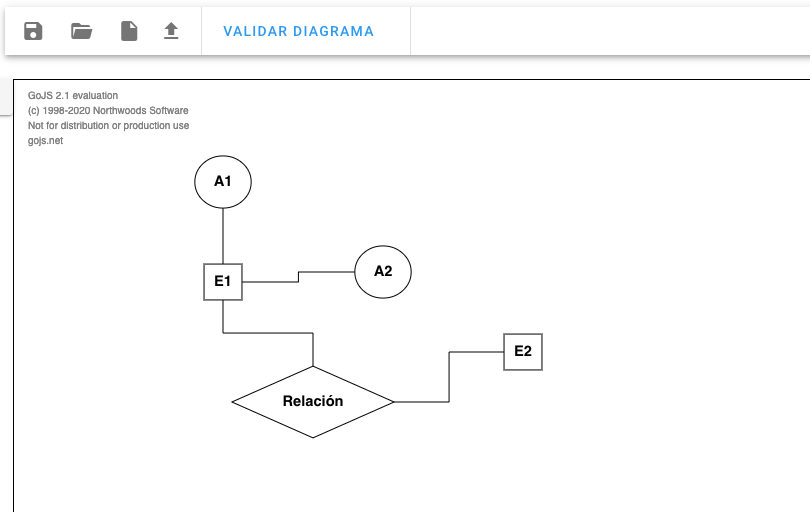 VALIDAR DIAGRAMA
GoJS 2.1 evaluation
(c) 1998-2020 Northwoods Software
Not for distribution or production use
gojs.net
A1
E1
A2
E2
Relación